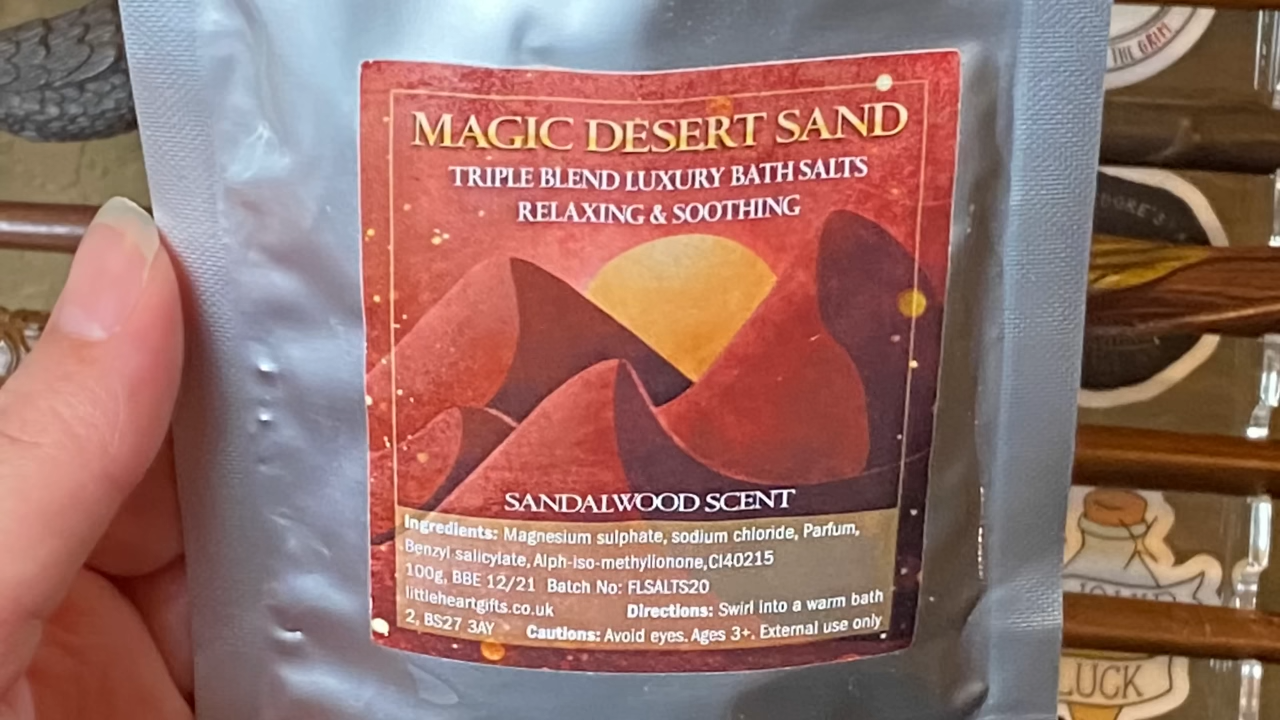 MAGIC DESERT SAND
TRIPLE BLEND LUXURY BATH SALTS
RELAXING & SOOTHING
SANDALWOOD SCENT
Ingredients: Magnesium sulphate, sodium chloride, Parfum,
Benzyl salicylate, Alph-iso-methylionone,CI40215
100g, BBE 12/21 Batch No: FLSALTS20
littleheartgifts.co.uk Directions: Swirl into a warm bath
2, BS27 3AY Cautions: Avoid eyes. Ages 3+. External use only
THE GRIM
LUCK